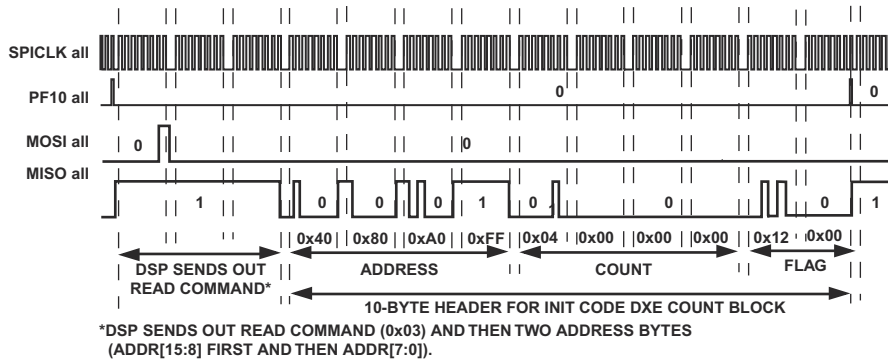 SPICLK all
PF10 all 0 0
MOSI all 0 0
MISO all
1 0 0 0 1 0 0 0 1
0x40 0x80 0xA0 0xFF 0x04 0x00 0x00 0x00 0x12 0x00
DSP SENDS OUT
READ COMMAND*
ADDRESS COUNT FLAG
10-BYTE HEADER FOR INIT CODE DXE COUNT BLOCK
*DSP SENDS OUT READ COMMAND (0x03) AND THEN TWO ADDRESS BYTES
(ADDR[15:8] FIRST AND THEN ADDR[7:0]).